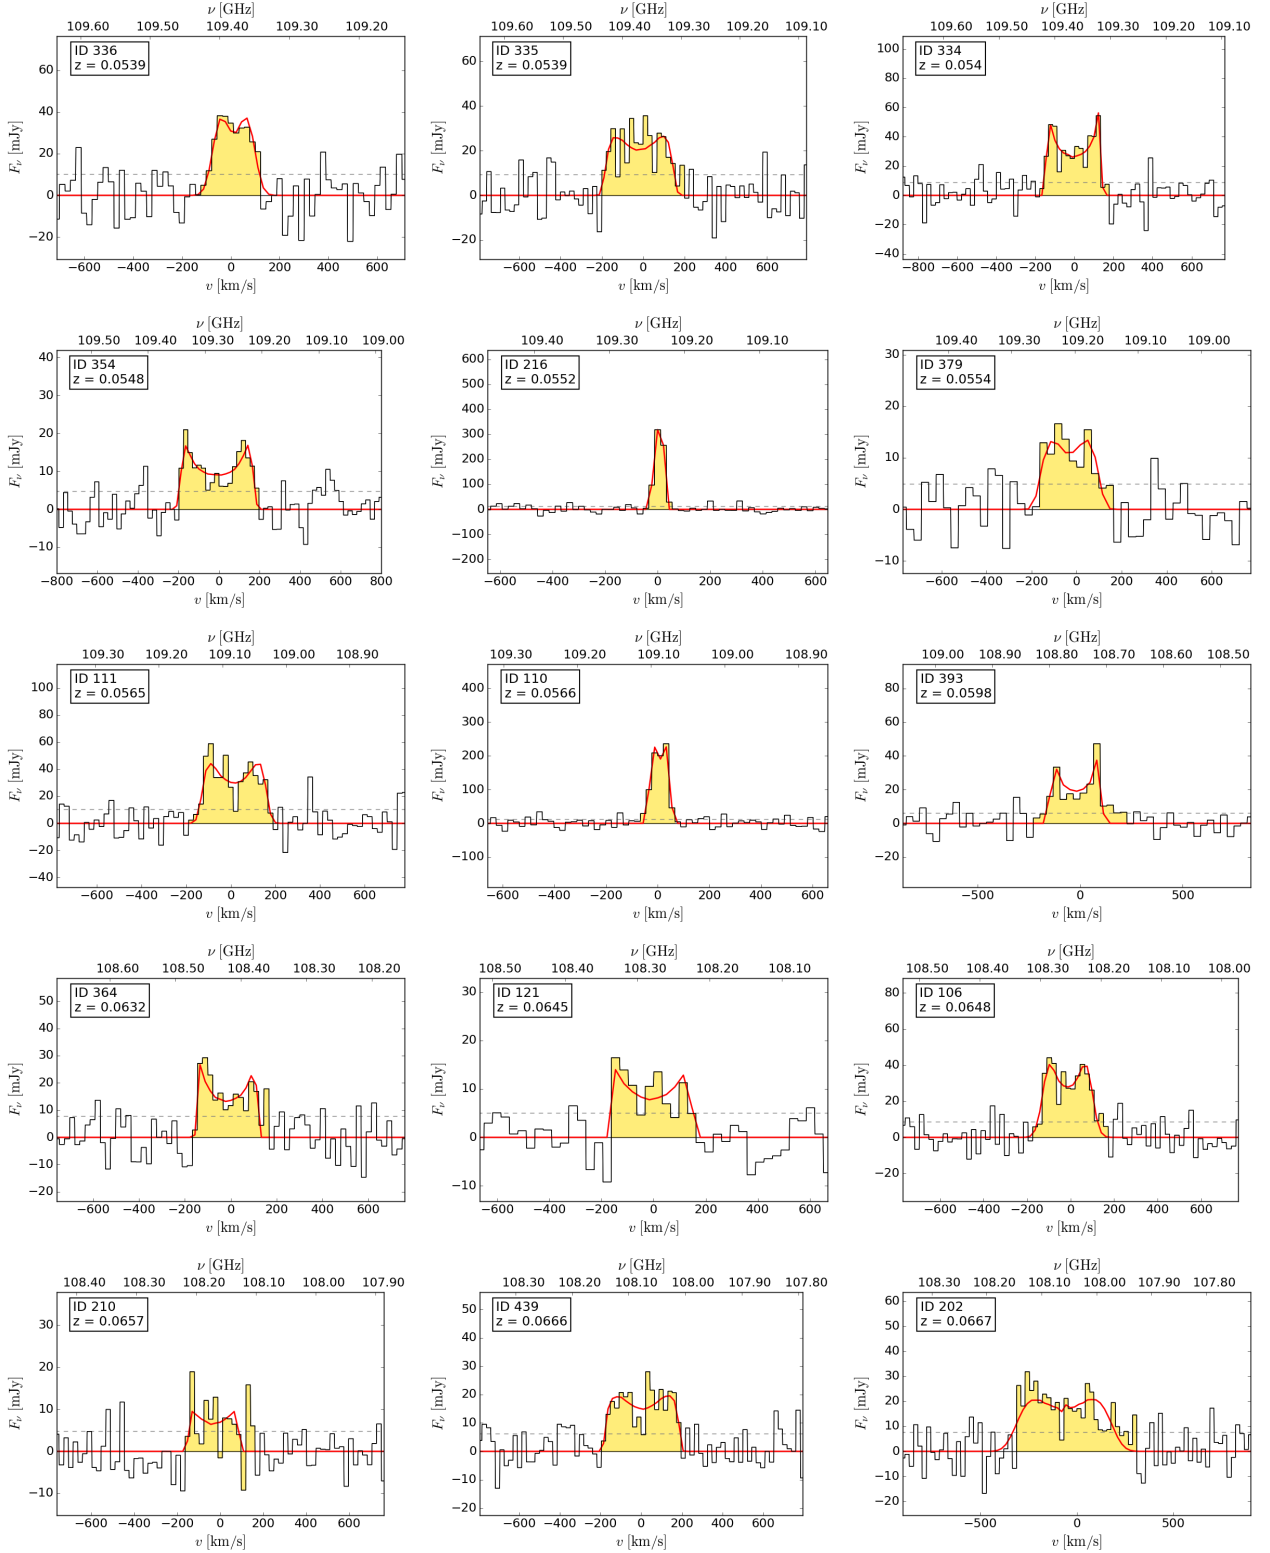 ν [GHz] ν [GHz] ν [GHz]
109.60 109.50 109.40 109.30 109.20 109.60 109.50 109.40 109.30 109.20 109.10 109.60 109.50 109.40 109.30 109.20 109.10
ID 336
z = 0.0539
60
40
20
0
−20
Fν [mJy]
−600 −400 −200 0 200 400 600
v [km/s]
ID 335
z = 0.0539
60
40
20
0
−20
Fν [mJy]
−600 −400 −200 0 200 400 600
v [km/s]
ID 334
z = 0.054
100
80
60
40
20
0
−20
−40
Fν [mJy]
−800 −600 −400 −200 0 200 400 600
v [km/s]
ν [GHz] ν [GHz] ν [GHz]
109.50 109.40 109.30 109.20 109.10 109.00 109.40 109.30 109.20 109.10 109.40 109.30 109.20 109.10 109.00
ID 354
z = 0.0548
40
30
20
10
0
−10
Fν [mJy]
−800 −600 −400 −200 0 200 400 600 800
v [km/s]
ID 216
z = 0.0552
600
500
400
300
200
100
0
−100
−200
Fν [mJy]
−600 −400 −200 0 200 400 600
v [km/s]
ID 379
z = 0.0554
30
20
10
0
−10
Fν [mJy]
−600 −400 −200 0 200 400 600
v [km/s]
ν [GHz] ν [GHz] ν [GHz]
109.30 109.20 109.10 109.00 108.90 109.30 109.20 109.10 109.00 108.90 109.00 108.90 108.80 108.70 108.60 108.50
ID 111
z = 0.0565
100
80
60
40
20
0
−20
−40
Fν [mJy]
−600 −400 −200 0 200 400 600
v [km/s]
ID 110
z = 0.0566
400
300
200
100
0
−100
Fν [mJy]
−600 −400 −200 0 200 400 600
v [km/s]
ID 393
z = 0.0598
80
60
40
20
0
−20
Fν [mJy]
−500 0 500
v [km/s]
ν [GHz] ν [GHz] ν [GHz]
108.60 108.50 108.40 108.30 108.20 108.50 108.40 108.30 108.20 108.10 108.50 108.40 108.30 108.20 108.10 108.00
ID 364
z = 0.0632
50
40
30
20
10
0
−10
−20
Fν [mJy]
−600 −400 −200 0 200 400 600
v [km/s]
ID 121
z = 0.0645
30
20
10
0
−10
Fν [mJy]
−600 −400 −200 0 200 400 600
v [km/s]
ID 106
z = 0.0648
80
60
40
20
0
−20
Fν [mJy]
−600 −400 −200 0 200 400 600
v [km/s]
ν [GHz] ν [GHz] ν [GHz]
108.40 108.30 108.20 108.10 108.00 107.90 108.30 108.20 108.10 108.00 107.90 107.80 108.30 108.20 108.10 108.00 107.90 107.80
ID 210
z = 0.0657
30
20
10
0
−10
Fν [mJy]
−600 −400 −200 0 200 400 600
v [km/s]
ID 439
z = 0.0666
50
40
30
20
10
0
−10
−20
Fν [mJy]
−600 −400 −200 0 200 400 600
v [km/s]
ID 202
z = 0.0667
60
50
40
30
20
10
0
−10
−20
Fν [mJy]
−500 0 500
v [km/s]